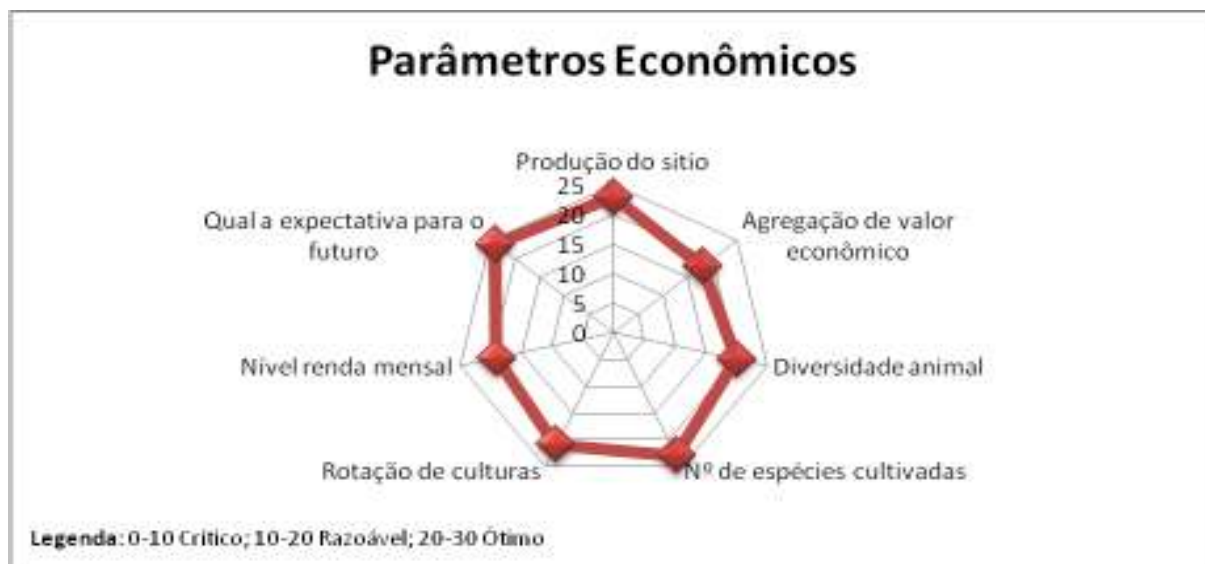 Parâmetros Econômicos
Produção do sitio
25
20
15
10
5
0
Agregação de valor
econômico
Diversidade animal
Nº de espécies cultivadas
Rotação de culturas
Nivel renda mensal
Qual a expectativa para o
futuro
Legenda: 0-10 Critico; 10-20 Razoável; 20-30 Ótimo